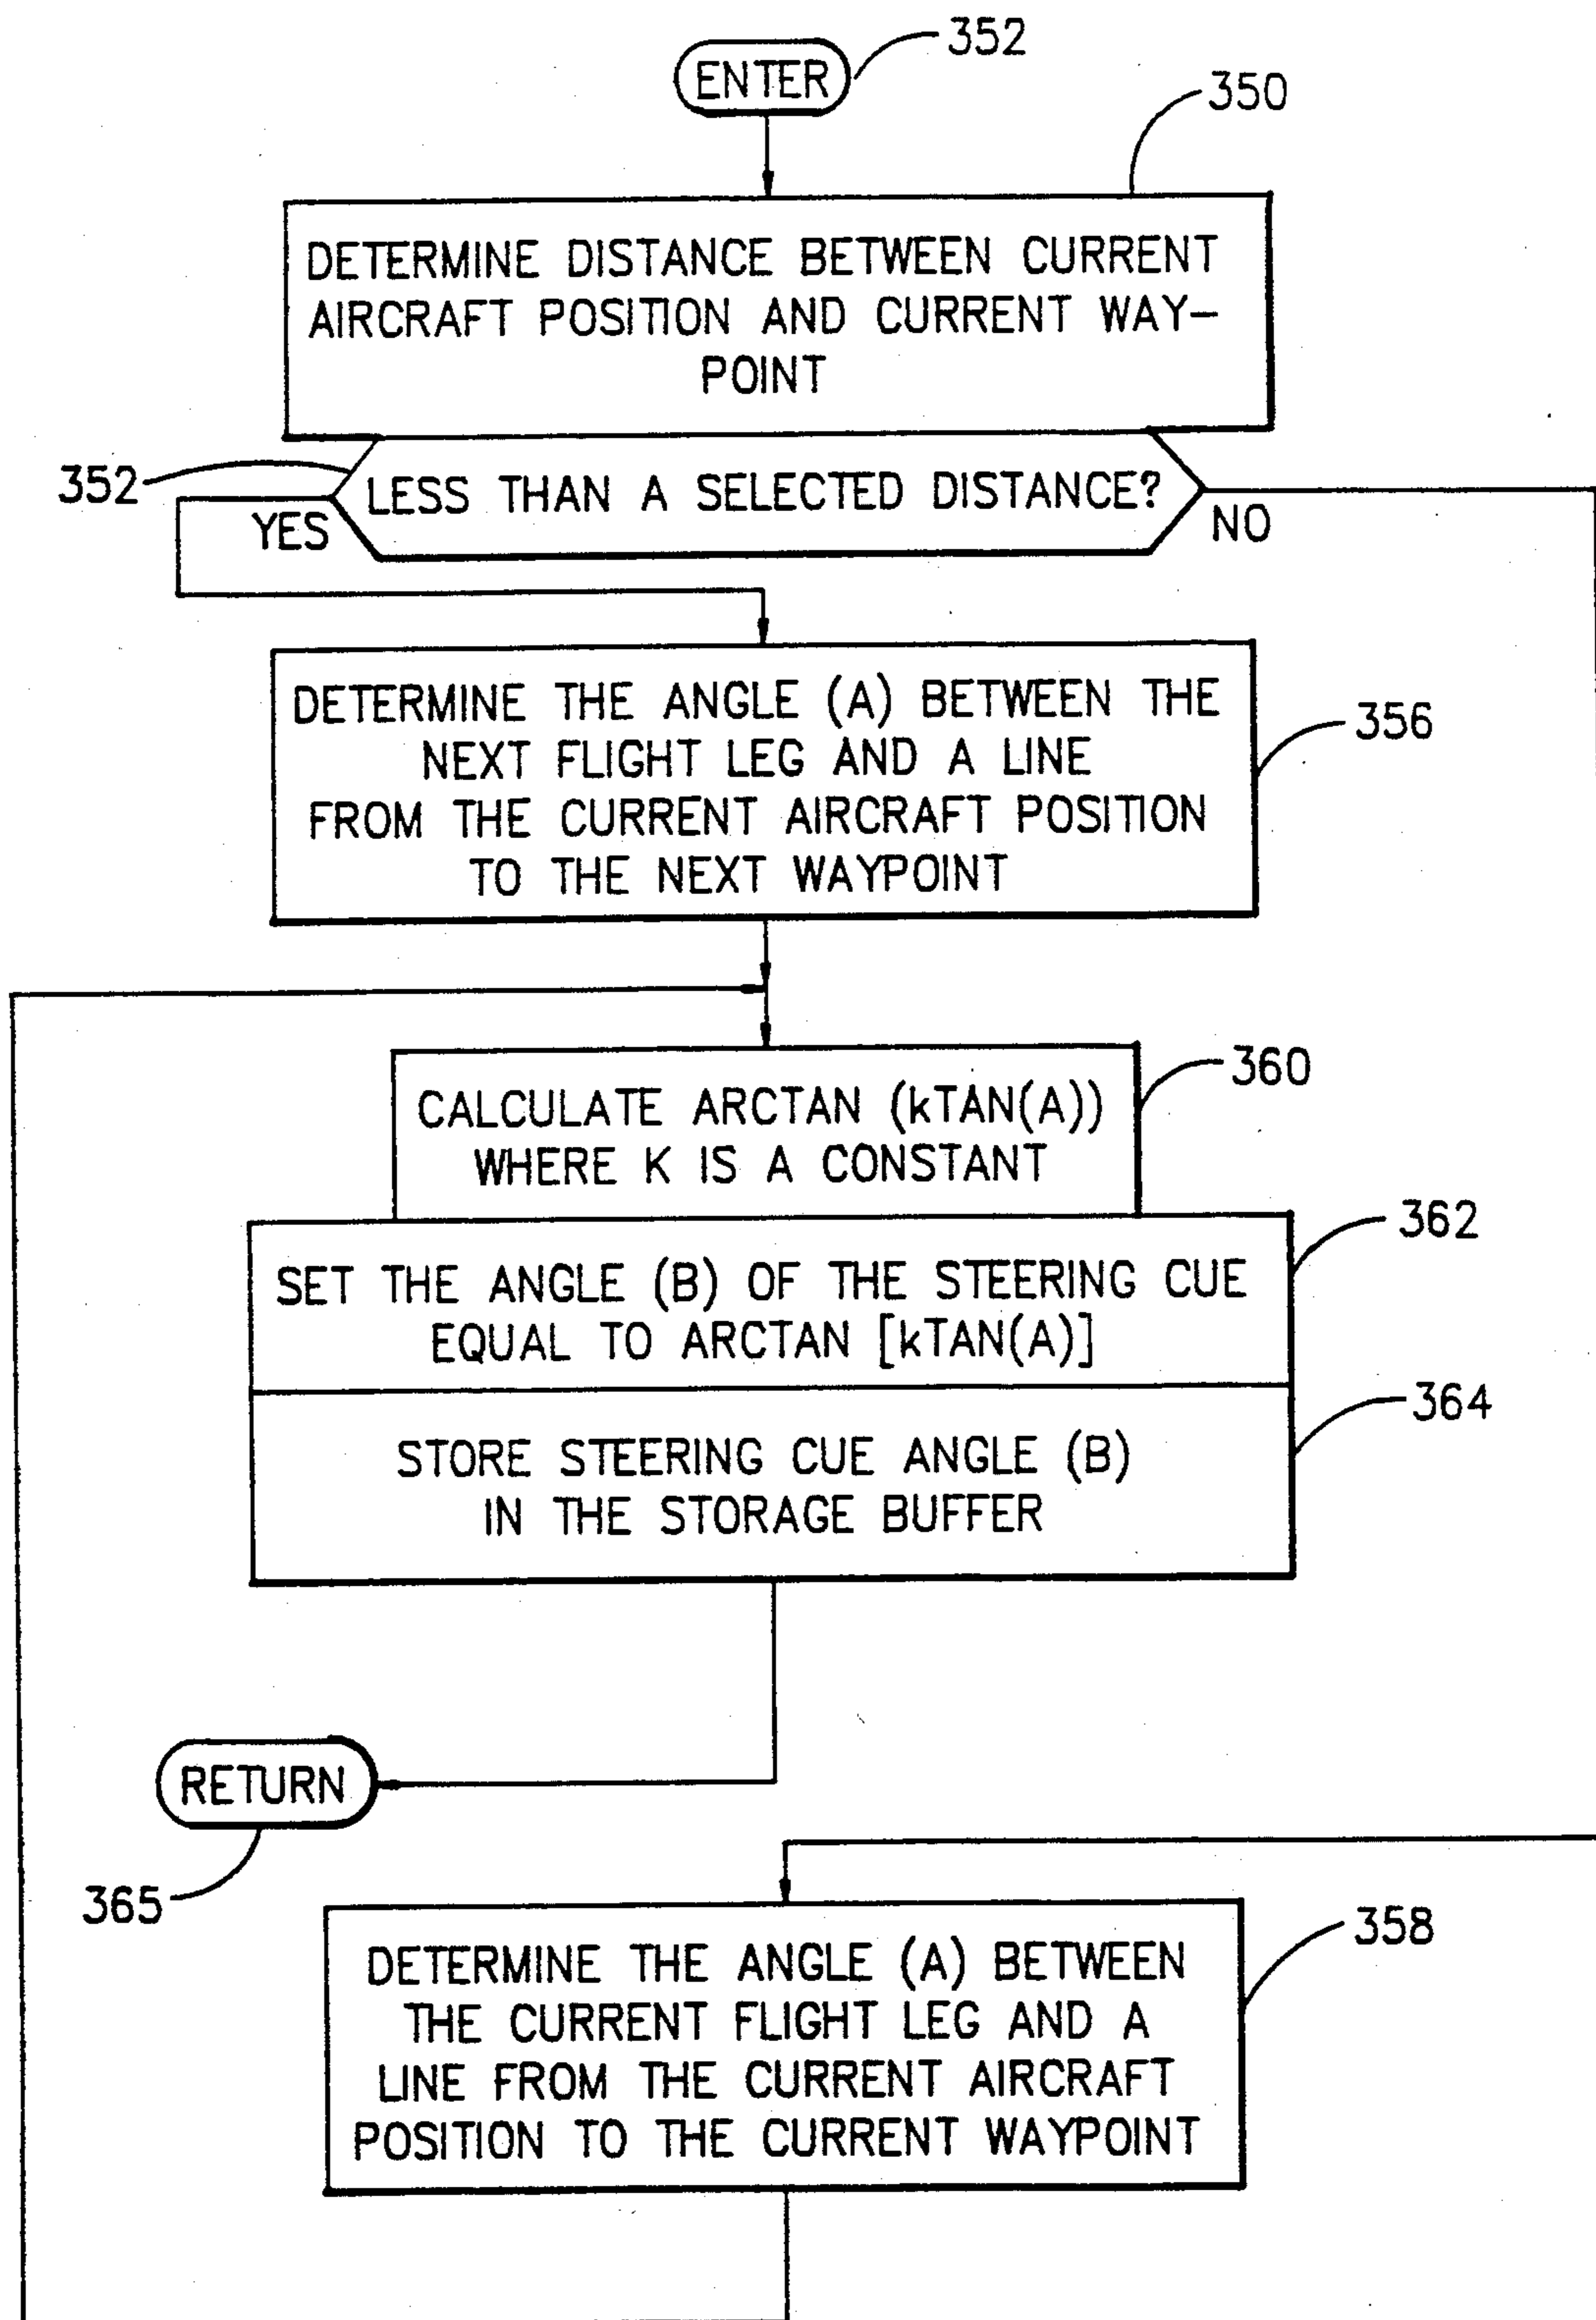 ENTER
352
350
DETERMINE DISTANCE BETWEEN CURRENT
AIRCRAFT POSITION AND CURRENT WAY-
POINT
352
LESS THAN A SELECTED DISTANCE?
YES
NO
DETERMINE THE ANGLE (A) BETWEEN THE
NEXT FLIGHT LEG AND A LINE
FROM THE CURRENT AIRCRAFT POSITION
TO THE NEXT WAYPOINT
356
CALCULATE ARCTAN (kTAN(A))
WHERE K IS A CONSTANT
360
SET THE ANGLE (B) OF THE STEERING CUE
EQUAL TO ARCTAN [kTAN(A)]
362
STORE STEERING CUE ANGLE (B)
IN THE STORAGE BUFFER
364
RETURN
365
DETERMINE THE ANGLE (A) BETWEEN
THE CURRENT FLIGHT LEG AND A
LINE FROM THE CURRENT AIRCRAFT
POSITION TO THE CURRENT WAYPOINT
358